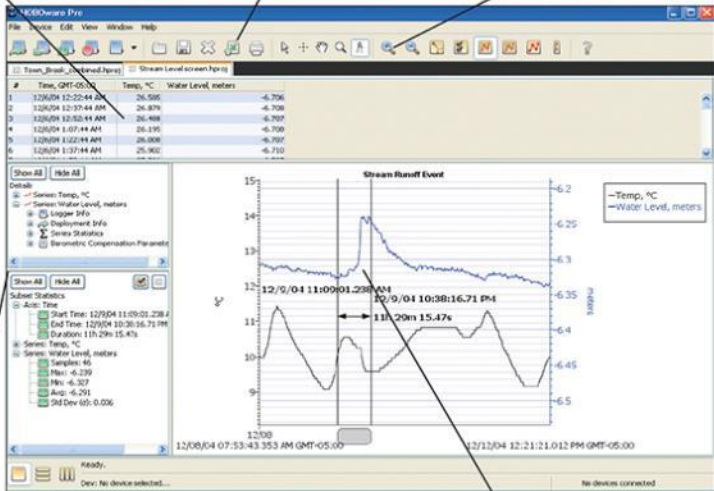 HOBOware Pro
File Device Edit View Window Help
Town_Brook_combined.hproj Stream Level screen.hproj
# Time, GMT-05:00 Temp, °C Water Level, meters
1 12/6/04 12:22:44 AM 26.585 -6.706
2 12/6/04 12:37:44 AM 26.879 -6.708
3 12/6/04 12:52:44 AM 26.488 -6.707
4 12/6/04 1:07:44 AM 26.195 -6.708
5 12/6/04 1:22:44 AM 26.008 -6.707
6 12/6/04 1:37:44 AM 25.902 -6.710
Show All Hide All
Details
Series: Temp, °C
Series: Water Level, meters
Logger Info
Deployment Info
Series Statistics
Barometric Compensation Paramete
Show All Hide All
Subset Statistics
Axis: Time
Start Time: 12/9/04 11:09:01.238 A
End Time: 12/9/04 10:38:16.71 PM
Duration: 11h 29m 15.47s
Series: Temp, °C
Series: Water Level, meters
Samples: 46
Max: -6.239
Min: -6.327
Avg: -6.291
Std Dev (σ): 0.006
Stream Runoff Event
15
14
13
12
11
10
9
°C
-6.2
-6.25
-6.3
-6.35
-6.4
-6.45
-6.5
meters
Temp, °C
Water Level, meters
12/9/04 11:09:01.238 AM
12/9/04 10:38:16.71 PM
11h 29m 15.47s
12/08
12/08/04 07:53:43.353 AM GMT-05:00 12/12/04 12:21:21.012 PM GMT-05:00
Ready.
Dev: No device selected... No devices connected